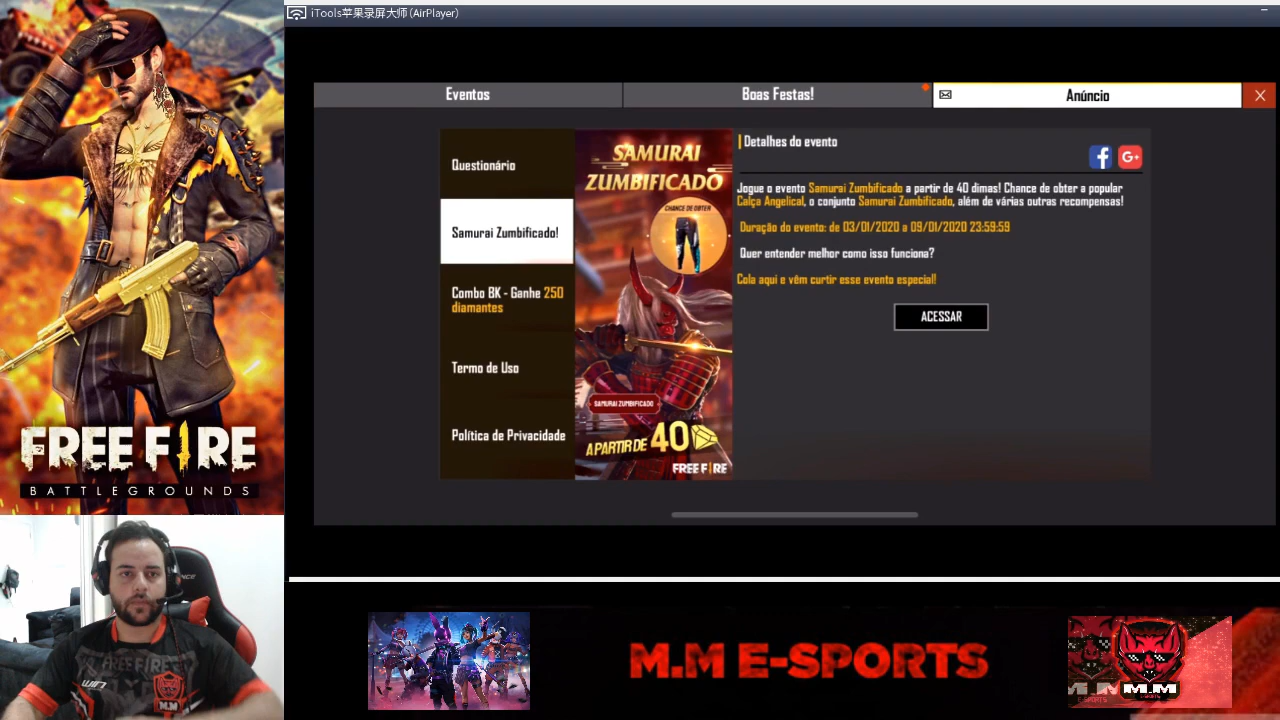 iTools苹果录屏大师(AirPlayer)
Eventos
Boas Festas!
Anúncio
Questionário
Samurai Zumbificado!
Combo BK - Ganhe 250
diamantes
Termo de Uso
Política de Privacidade
SAMURAI
ZUMBIFICADO
CHANCE DE OBTER
SAMURAI ZUMBIFICADO
A PARTIR DE 40
FREE FIRE
Detalhes do evento
Jogue o evento Samurai Zumbificado a partir de 40 dimas! Chance de obter a popular
Calça Angelical, o conjunto Samurai Zumbificado, além de várias outras recompensas!
Duração do evento: de 03/01/2020 a 09/01/2020 23:59:59
Quer entender melhor como isso funciona?
Cola aqui e vêm curtir esse evento especial!
ACESSAR
FREE FIRE
BATTLEGROUNDS
FREE FIRE
WIN
M.M
M.M E-SPORTS
M.M
M.M